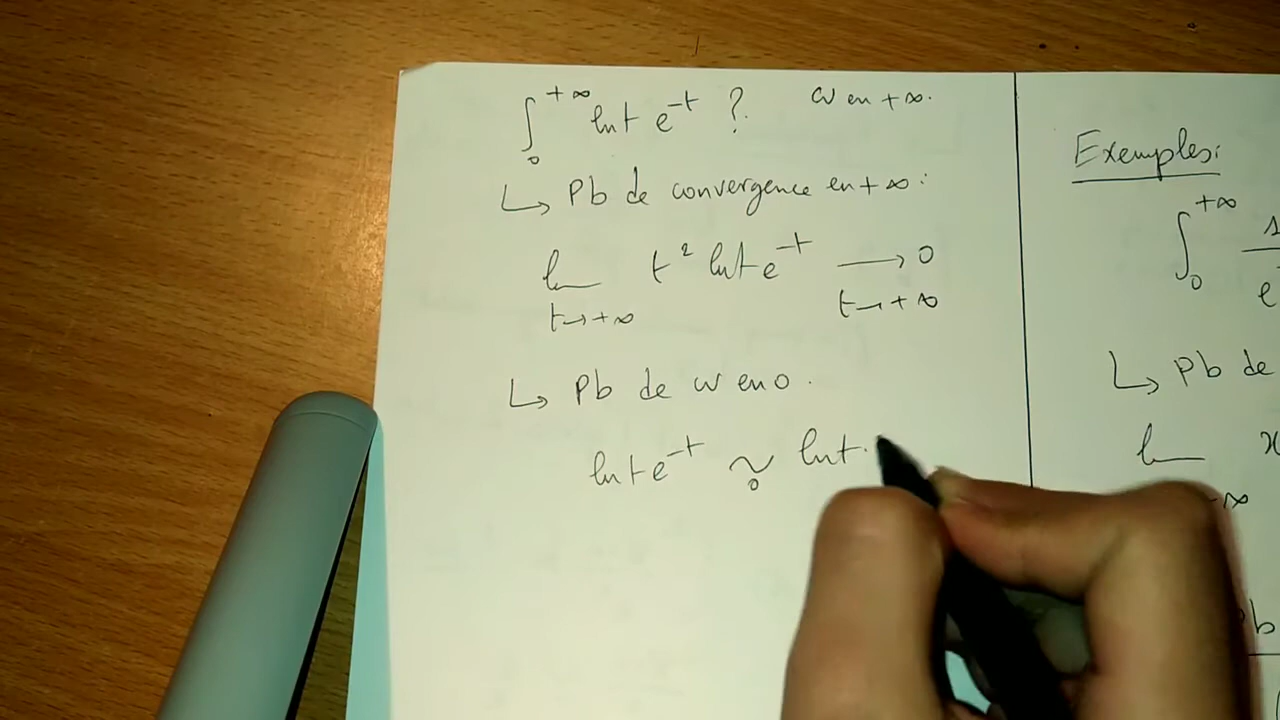 ∫₀^{+∞} ln t e^{-t} ? cv en +∞.
↳ Pb de convergence en +∞ :
lim_{t→+∞} t² ln t e^{-t} ⟶_{t→+∞} 0
↳ Pb de cv en 0.
ln t e^{-t} ~₀ ln t.
Exemples:
∫₀^{+∞}
↳ Pb de
lim